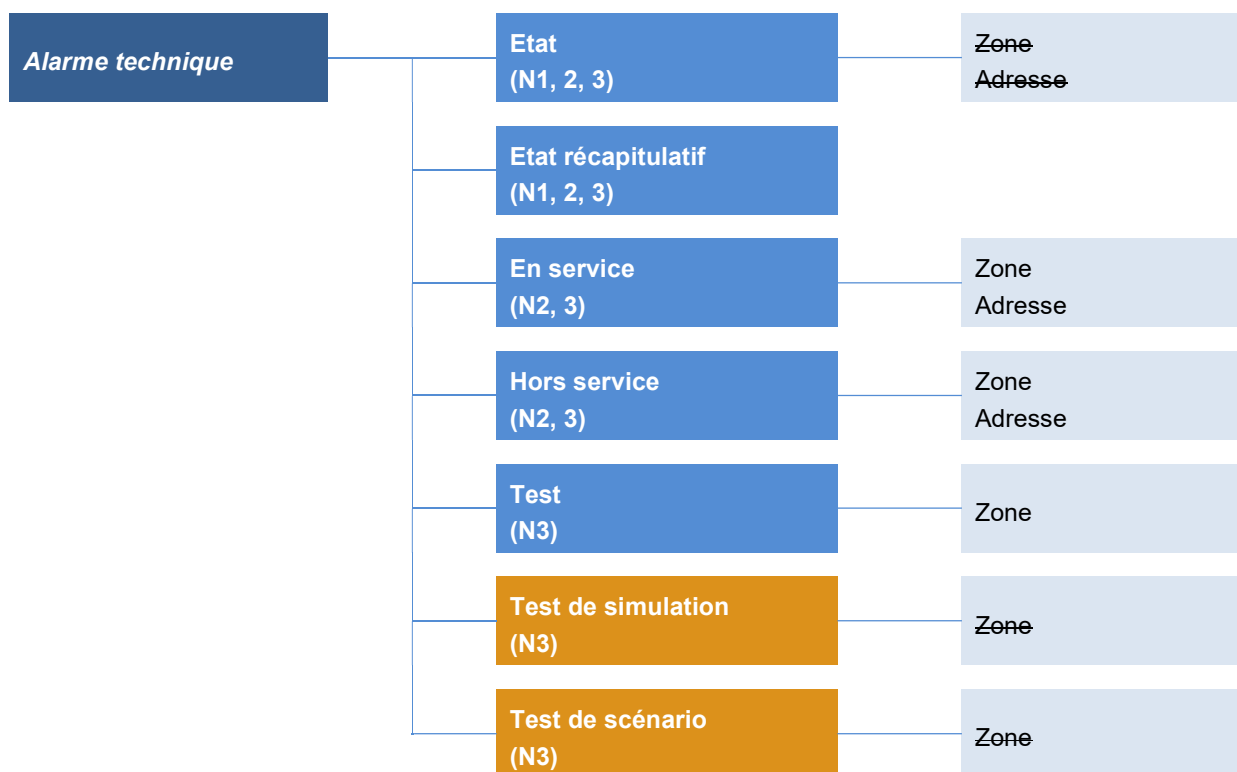 Alarme technique
Etat
(N1, 2, 3)
Zone
Adresse
Etat récapitulatif
(N1, 2, 3)
En service
(N2, 3)
Zone
Adresse
Hors service
(N2, 3)
Zone
Adresse
Test
(N3)
Zone
Test de simulation
(N3)
Zone
Test de scénario
(N3)
Zone